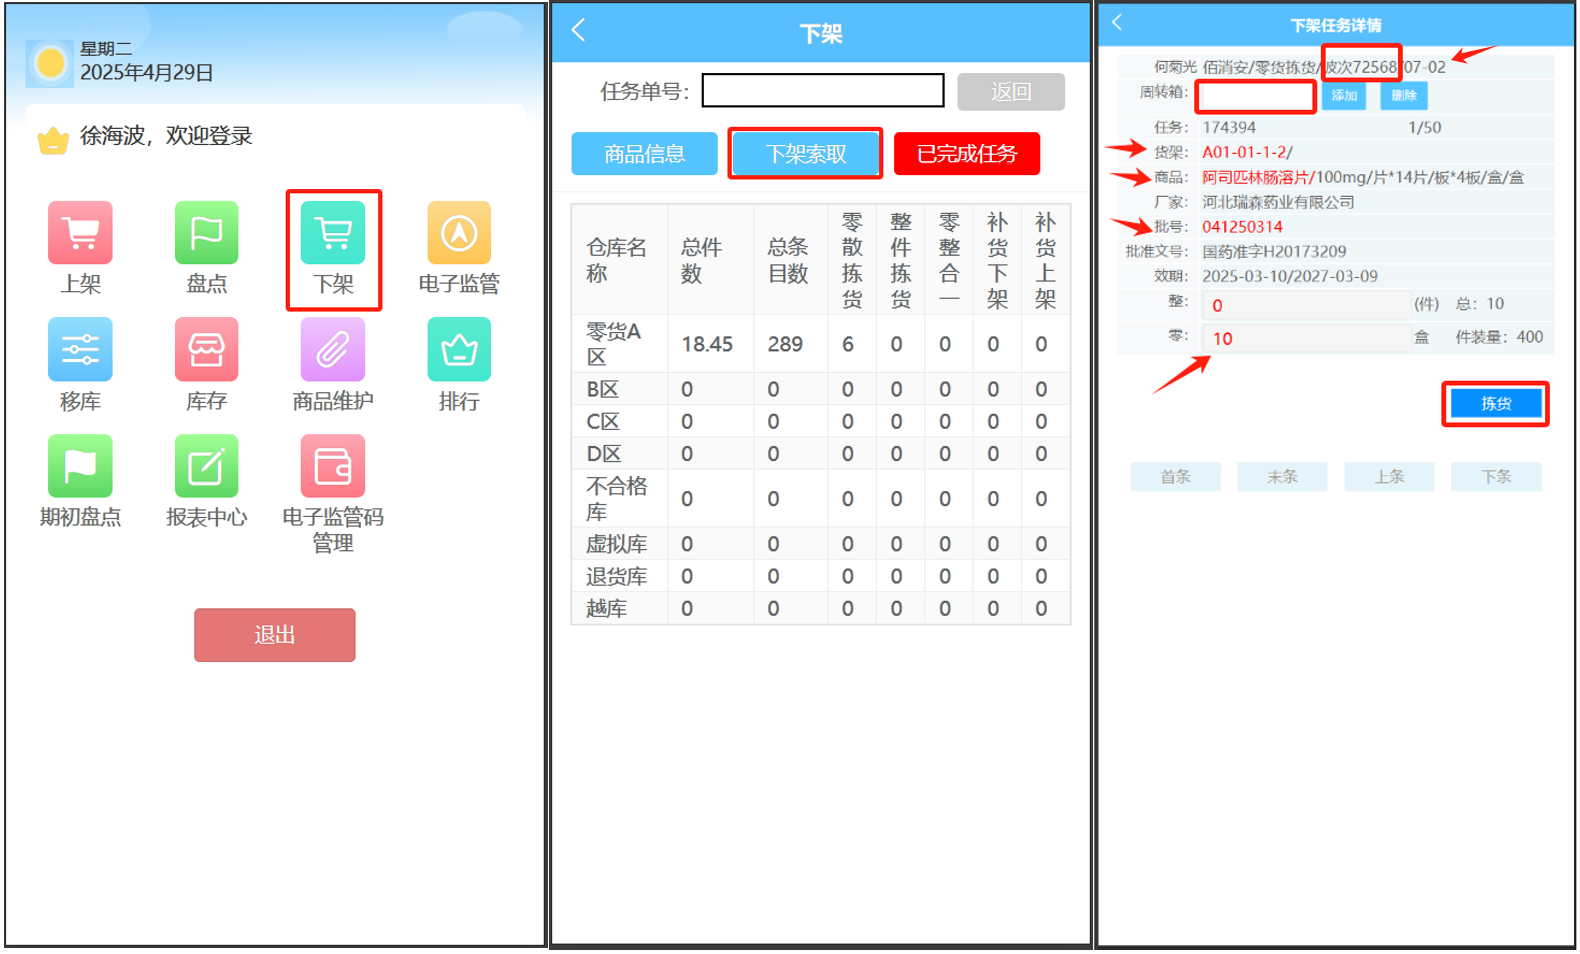 星期二
2025年4月29日
徐海波，欢迎登录
上架
盘点
下架
电子监管
移库
库存
商品维护
排行
期初盘点
报表中心
电子监管码
管理
退出
下架
任务单号：
返回
商品信息
下架索取
已完成任务
仓库名称 总件数 总条目数 零散拣货 整件拣货 零整合一 补货下架 补货上架
零货A区 18.45 289 6 0 0 0 0
B区 0 0 0 0 0 0 0
C区 0 0 0 0 0 0 0
D区 0 0 0 0 0 0 0
不合格库 0 0 0 0 0 0 0
虚拟库 0 0 0 0 0 0 0
退货库 0 0 0 0 0 0 0
越库 0 0 0 0 0 0 0
下架任务详情
何菊光 佰消安/零货拣货/波次72568/07-02
周转箱： 添加 删除
任务： 174394 1/50
货架： A01-01-1-2/
商品： 阿司匹林肠溶片/100mg/片*14片/板*4板/盒/盒
厂家： 河北瑞森药业有限公司
批号： 041250314
批准文号： 国药准字H20173209
效期： 2025-03-10/2027-03-09
整： 0 (件) 总：10
零： 10 盒 件装量：400
拣货
首条 末条 上条 下条